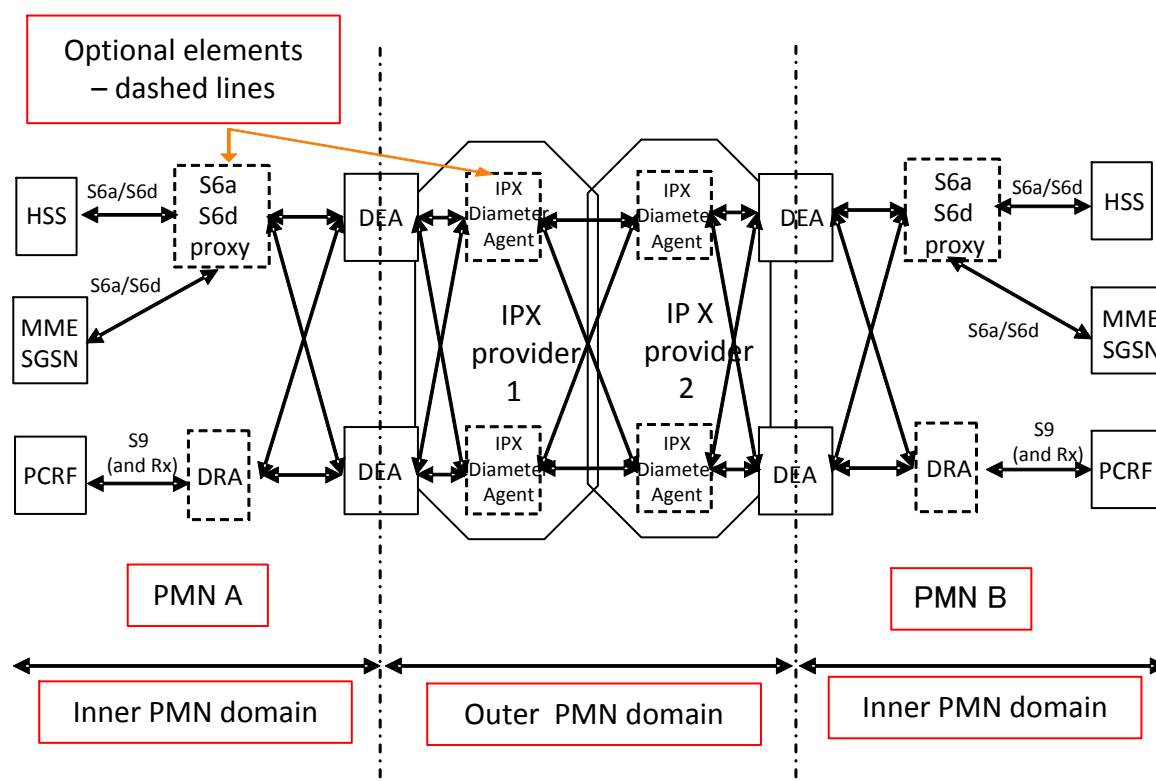 Optional elements
– dashed lines
HSS
S6a/S6d
S6a
S6d
proxy
S6a/S6d
MME
SGSN
PCRF
S9
(and Rx)
DRA
DEA
DEA
IPX
Diameter
Agent
IPX
provider
1
IPX
Diameter
Agent
IPX
Diameter
Agent
IP X
provider
2
IPX
Diameter
Agent
DEA
DEA
S6a
S6d
proxy
S6a/S6d
HSS
S6a/S6d
MME
SGSN
DRA
S9
(and Rx)
PCRF
PMN A
PMN B
Inner PMN domain
Outer PMN domain
Inner PMN domain